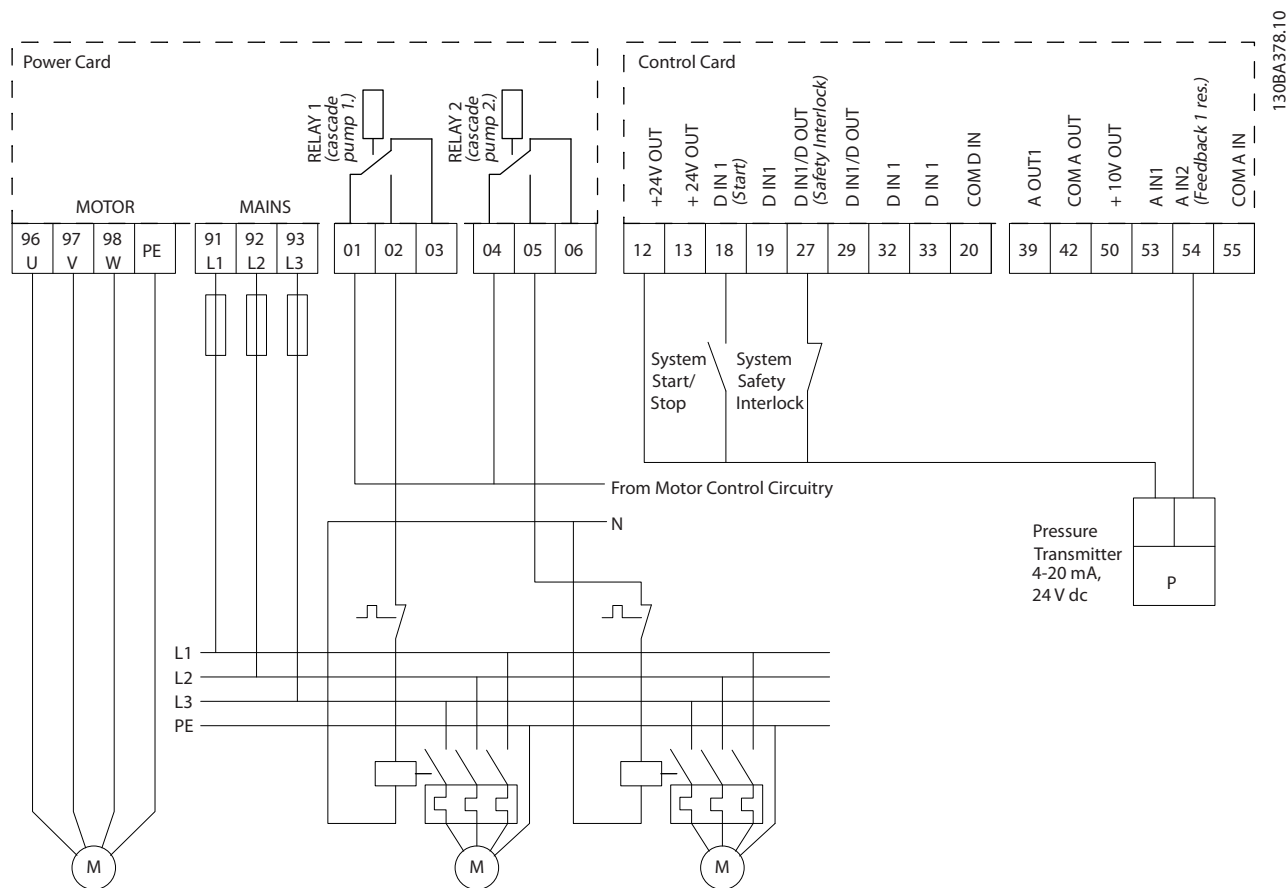 130BA378.10
Power Card
Control Card
RELAY 1
(cascade
pump 1.)
RELAY 2
(cascade
pump 2.)
+24V OUT
+ 24V OUT
D IN 1
(Start)
D IN1
D IN1/D OUT
(Safety Interlock)
D IN1/D OUT
D IN 1
D IN 1
COM D IN
A OUT1
COM A OUT
+ 10V OUT
A IN1
A IN2
(Feedback 1 res.)
COM A IN
MOTOR
MAINS
96 97 98 PE
U V W
91 92 93
L1 L2 L3
01 02 03
04 05 06
12 13 18 19 27 29 32 33 20
39 42 50 53 54 55
System
Start/
Stop
System
Safety
Interlock
From Motor Control Circuitry
N
Pressure
Transmitter
4-20 mA,
24 V dc
P
L1
L2
L3
PE
M
M
M